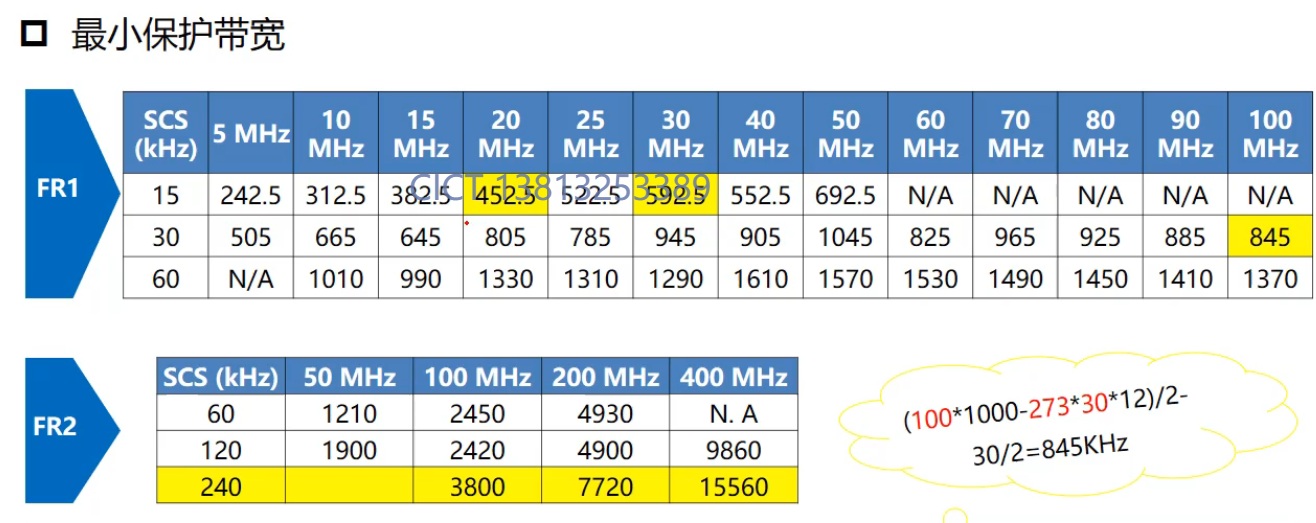 最小保护带宽
FR1
SCS (kHz) 5 MHz 10 MHz 15 MHz 20 MHz 25 MHz 30 MHz 40 MHz 50 MHz 60 MHz 70 MHz 80 MHz 90 MHz 100 MHz
15 242.5 312.5 382.5 452.5 522.5 592.5 552.5 692.5 N/A N/A N/A N/A N/A
CICT 13813253389
30 505 665 645 805 785 945 905 1045 825 965 925 885 845
60 N/A 1010 990 1330 1310 1290 1610 1570 1530 1490 1450 1410 1370
FR2
SCS (kHz) 50 MHz 100 MHz 200 MHz 400 MHz
60 1210 2450 4930 N. A
120 1900 2420 4900 9860
240 3800 7720 15560
(100*1000-273*30*12)/2-
30/2=845KHz